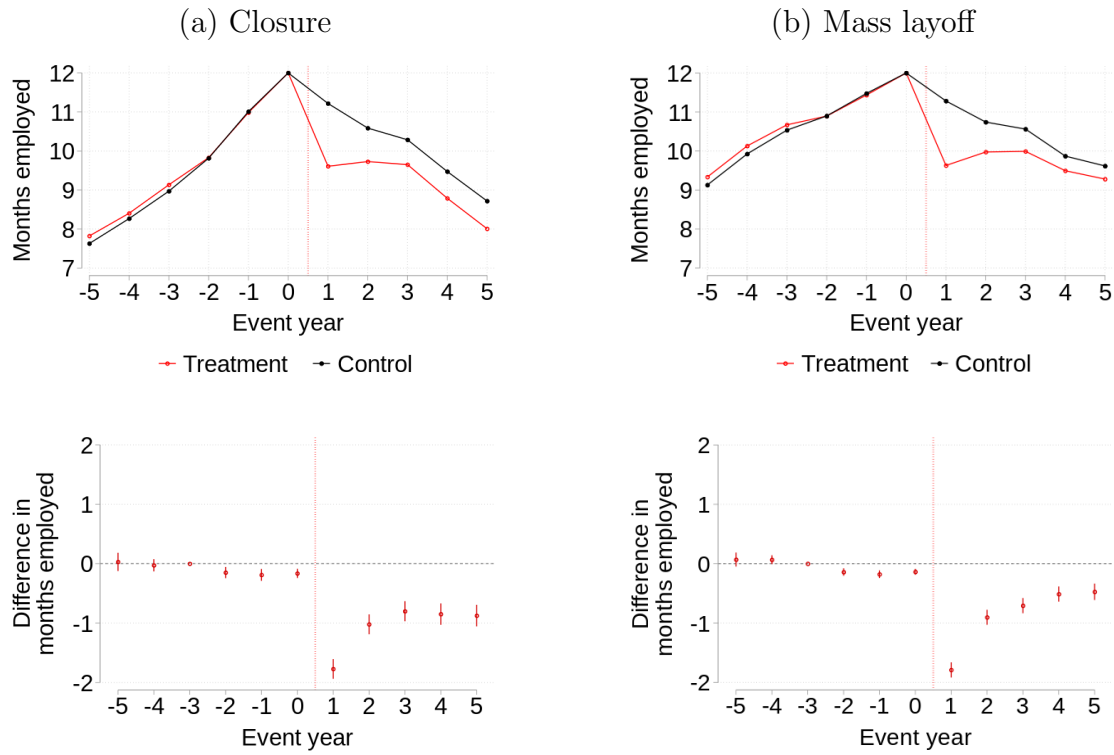 (a) Closure
Months employed
12
11
10
9
8
7
-5 -4 -3 -2 -1 0 1 2 3 4 5
Event year
Treatment Control
(b) Mass layoff
Months employed
12
11
10
9
8
7
-5 -4 -3 -2 -1 0 1 2 3 4 5
Event year
Treatment Control
Difference in
months employed
2
1
0
-1
-2
-5 -4 -3 -2 -1 0 1 2 3 4 5
Event year
Difference in
months employed
2
1
0
-1
-2
-5 -4 -3 -2 -1 0 1 2 3 4 5
Event year